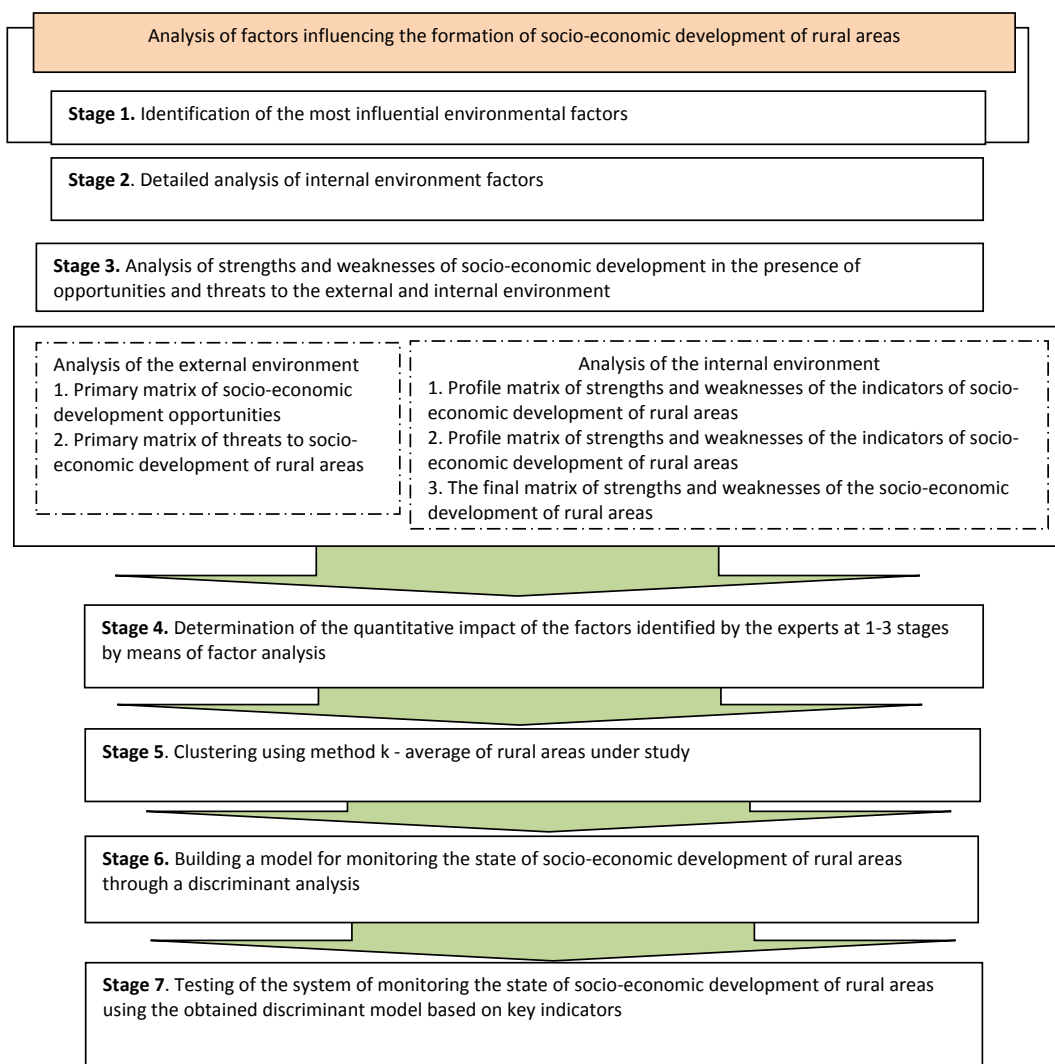 Analysis of factors influencing the formation of socio-economic development of rural areas
Stage 1. Identification of the most influential environmental factors
Stage 2. Detailed analysis of internal environment factors
Stage 3. Analysis of strengths and weaknesses of socio-economic development in the presence of
opportunities and threats to the external and internal environment
Analysis of the external environment
1. Primary matrix of socio-economic
development opportunities
2. Primary matrix of threats to socio-
economic development of rural areas
Analysis of the internal environment
1. Profile matrix of strengths and weaknesses of the indicators of socio-
economic development of rural areas
2. Profile matrix of strengths and weaknesses of the indicators of socio-
economic development of rural areas
3. The final matrix of strengths and weaknesses of the socio-economic
development of rural areas
Stage 4. Determination of the quantitative impact of the factors identified by the experts at 1-3 stages
by means of factor analysis
Stage 5. Clustering using method k - average of rural areas under study
Stage 6. Building a model for monitoring the state of socio-economic development of rural areas
through a discriminant analysis
Stage 7. Testing of the system of monitoring the state of socio-economic development of rural areas
using the obtained discriminant model based on key indicators